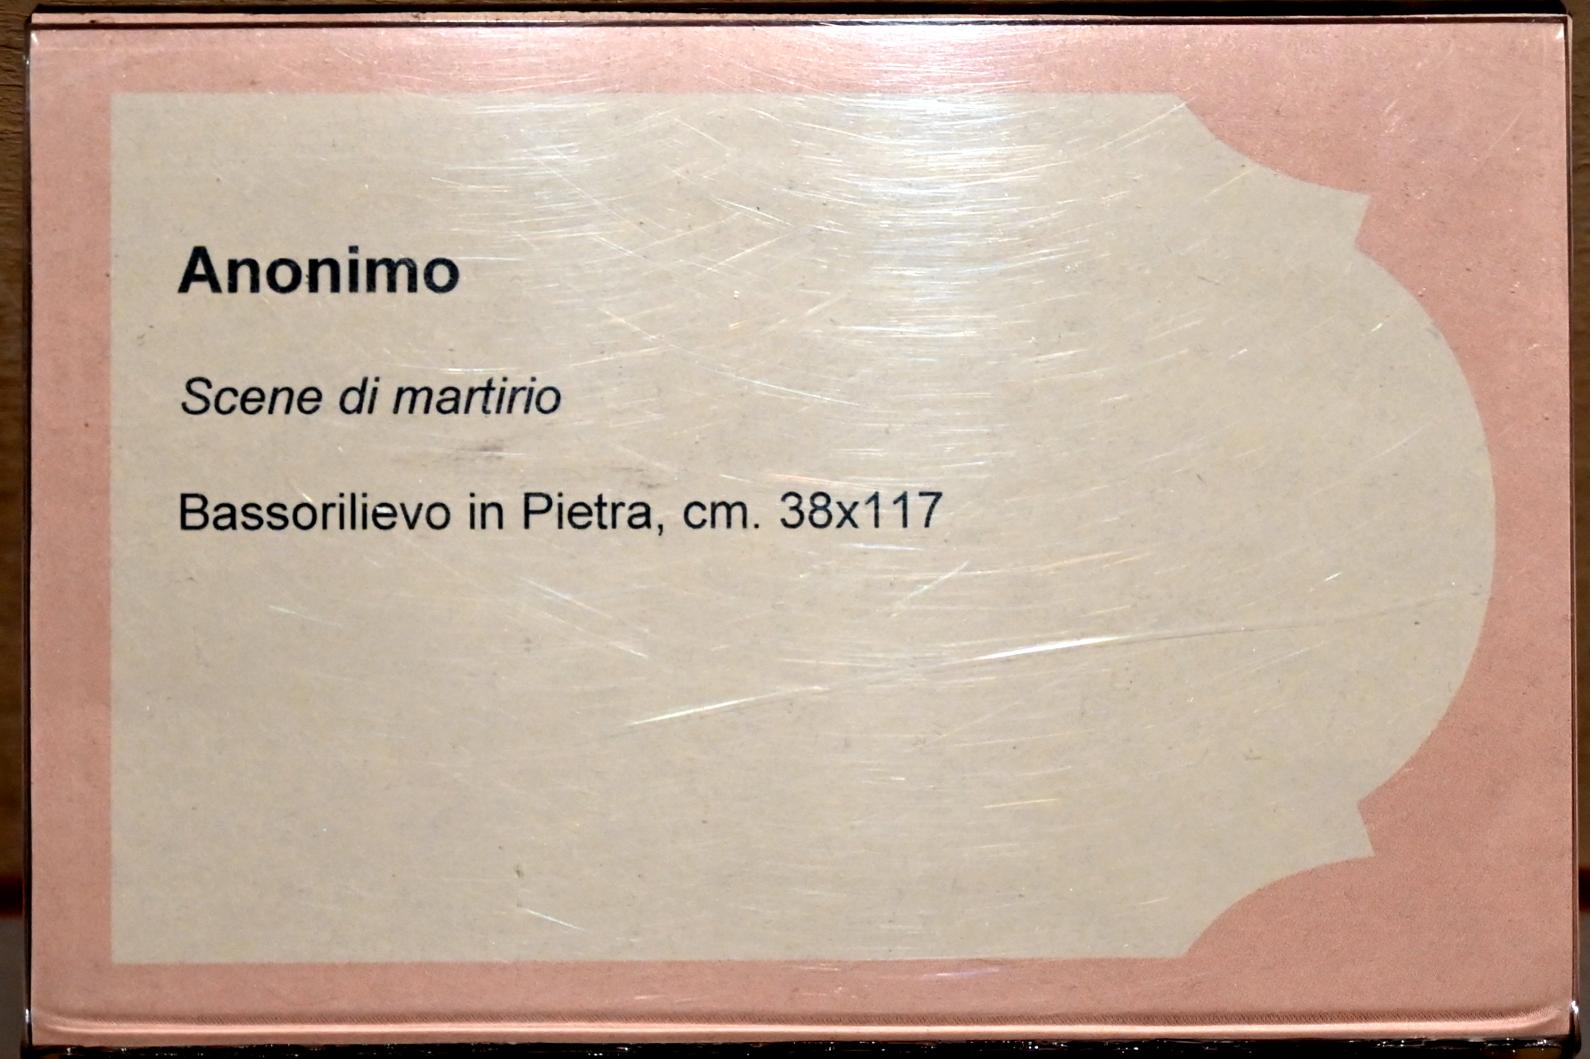 Anonimo
Scene di martirio
Bassorilievo in Pietra, cm. 38x117